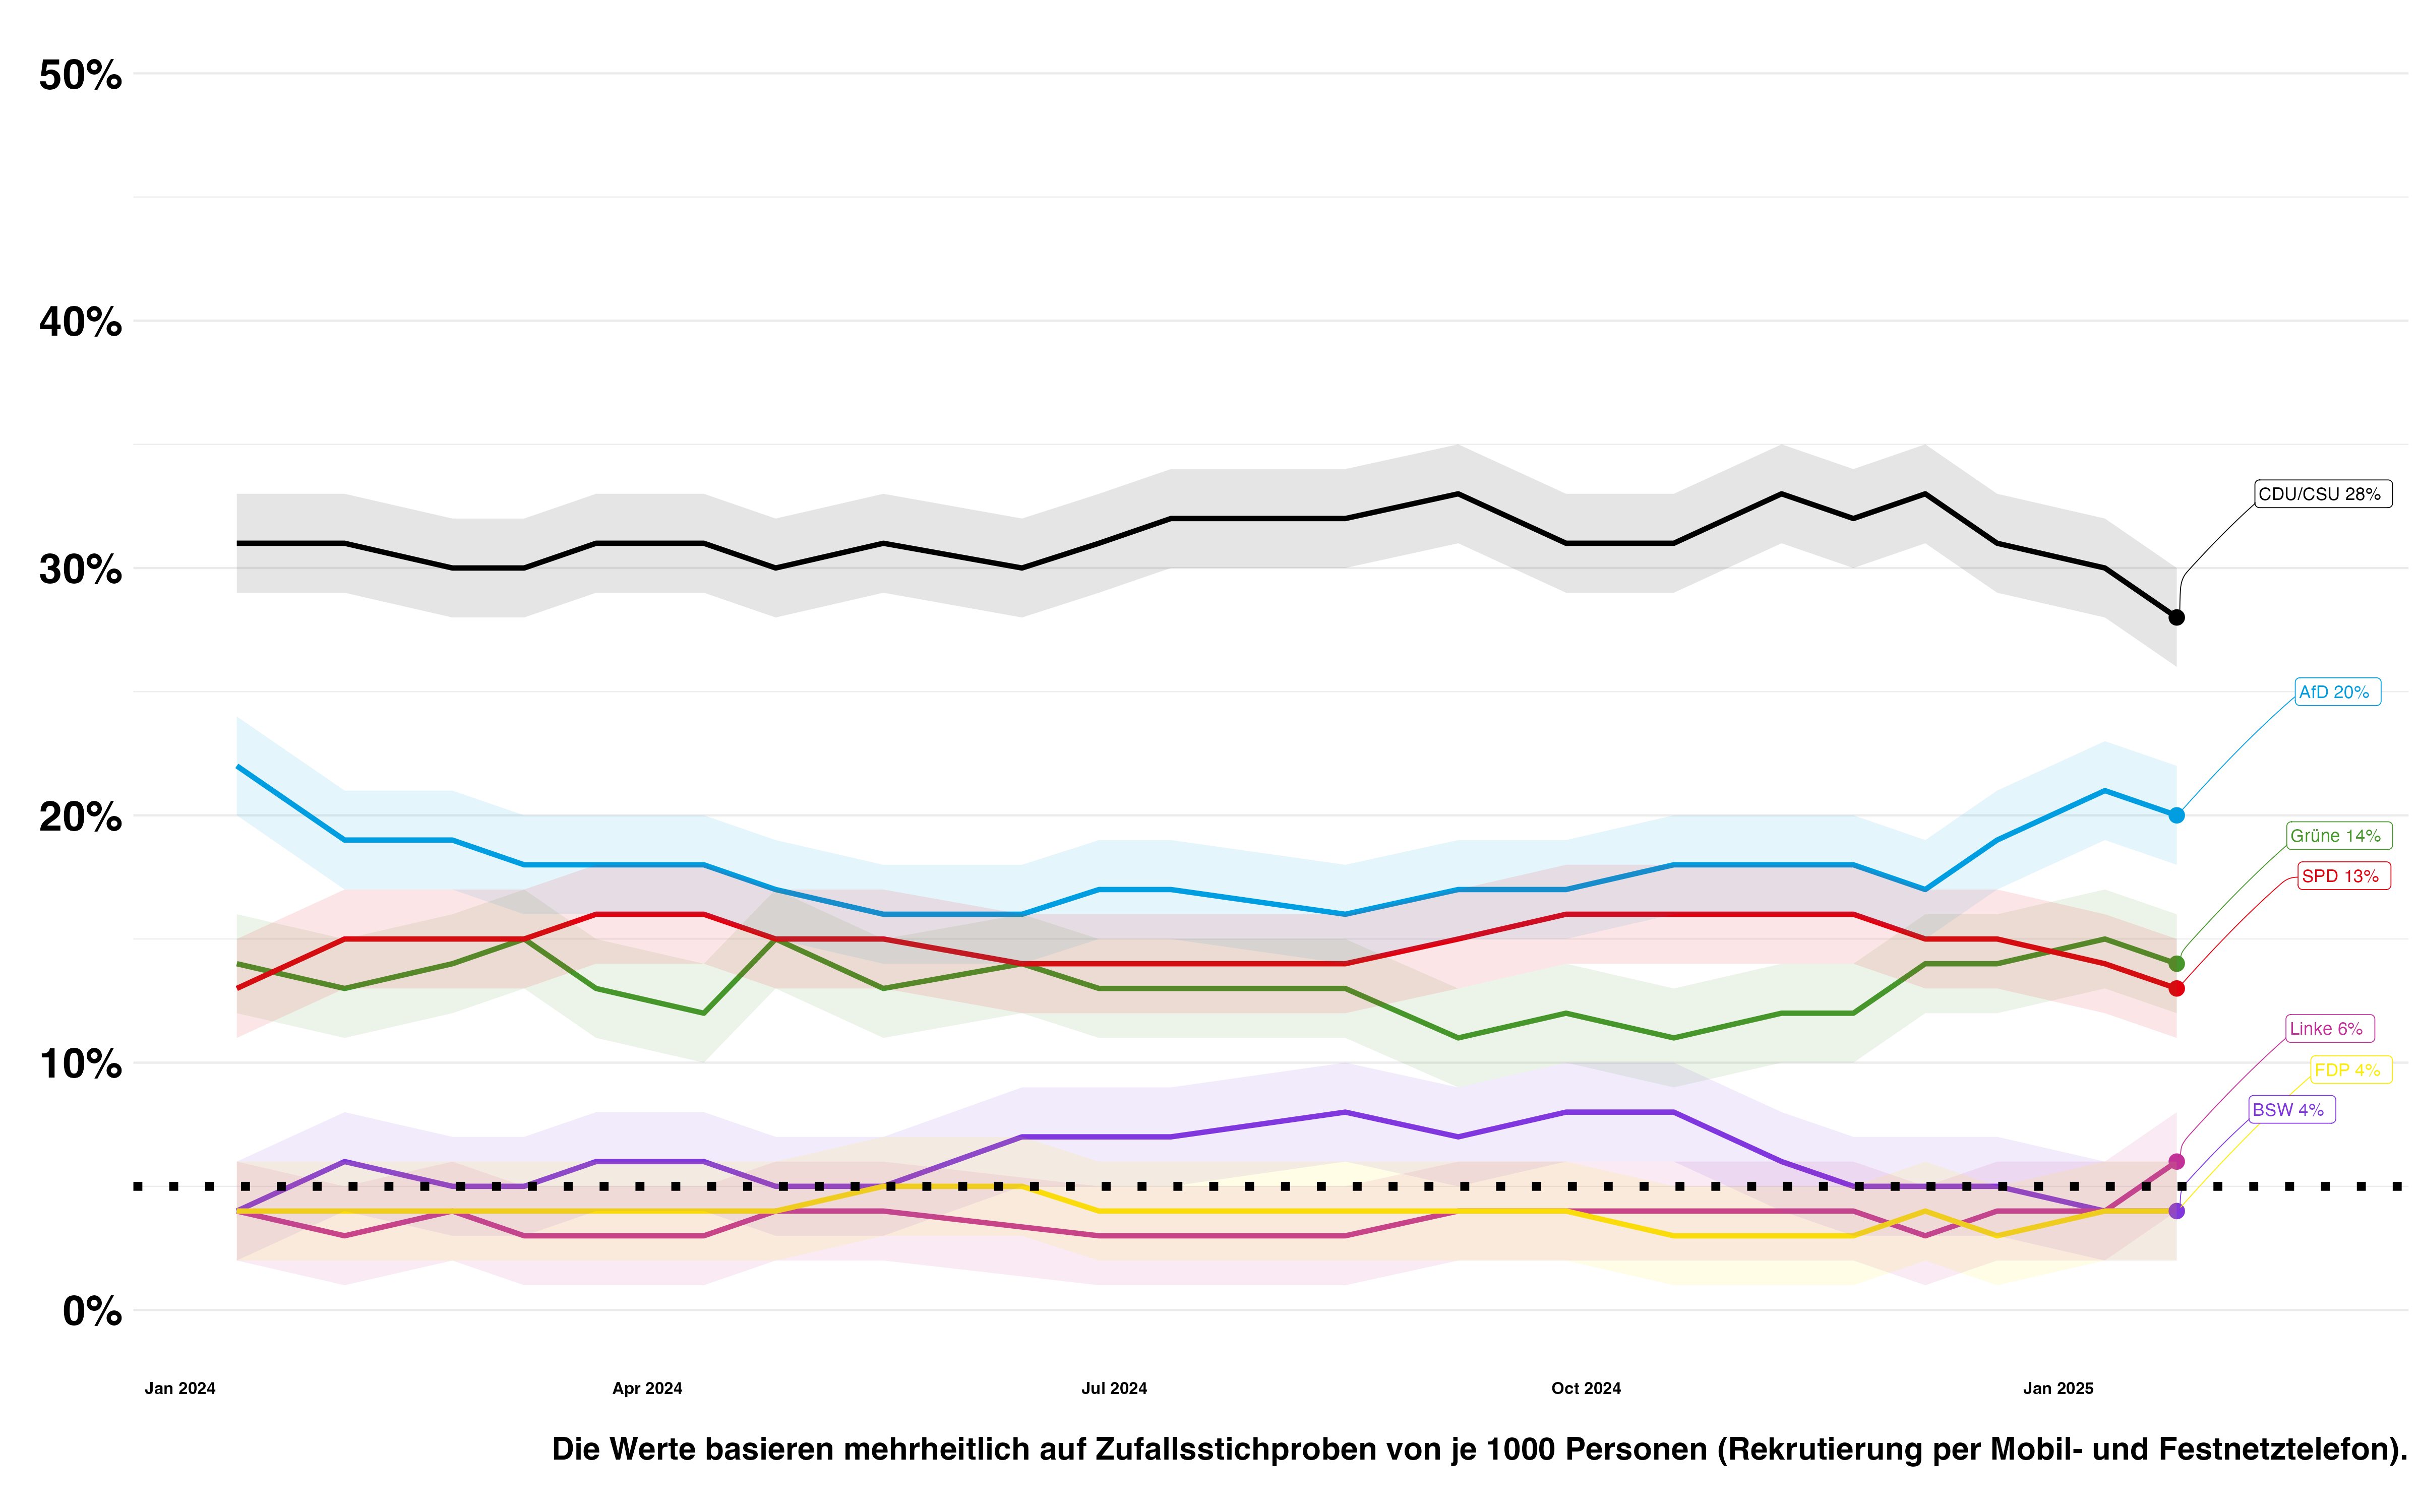 50%
40%
30%
20%
10%
0%
CDU/CSU 28%
AfD 20%
Grüne 14%
SPD 13%
Linke 6%
FDP 4%
BSW 4%
Jan 2024
Apr 2024
Jul 2024
Oct 2024
Jan 2025
Die Werte basieren mehrheitlich auf Zufallsstichproben von je 1000 Personen (Rekrutierung per Mobil- und Festnetztelefon).